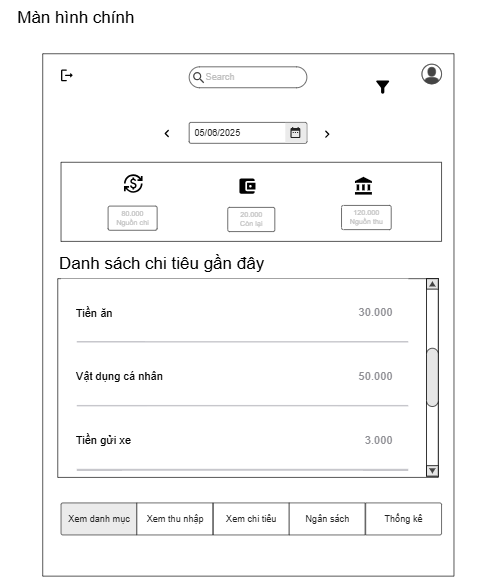 Màn hình chính
Search
05/06/2025
80.000
Nguồn chi
20.000
Còn lại
120.000
Nguồn thu
Danh sách chi tiêu gần đây
Tiền ăn
30.000
Vật dụng cá nhân
50.000
Tiền gửi xe
3.000
Xem danh mục
Xem thu nhập
Xem chi tiêu
Ngân sách
Thống kê